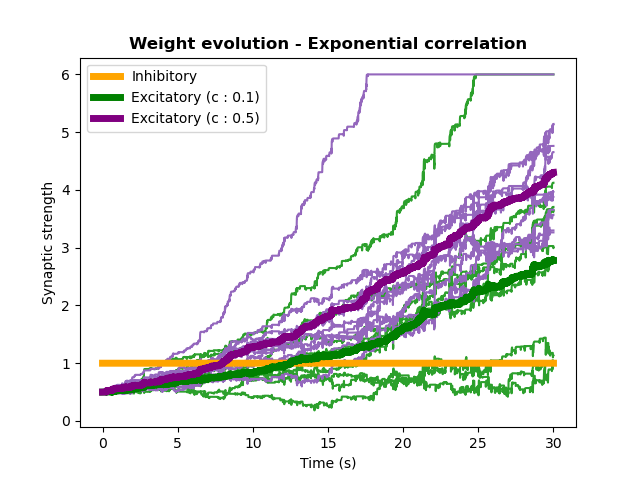 Weight evolution - Exponential correlation
Inhibitory
Excitatory (c : 0.1)
Excitatory (c : 0.5)
6
5
4
3
2
1
0
Synaptic strength
0 5 10 15 20 25 30
Time (s)